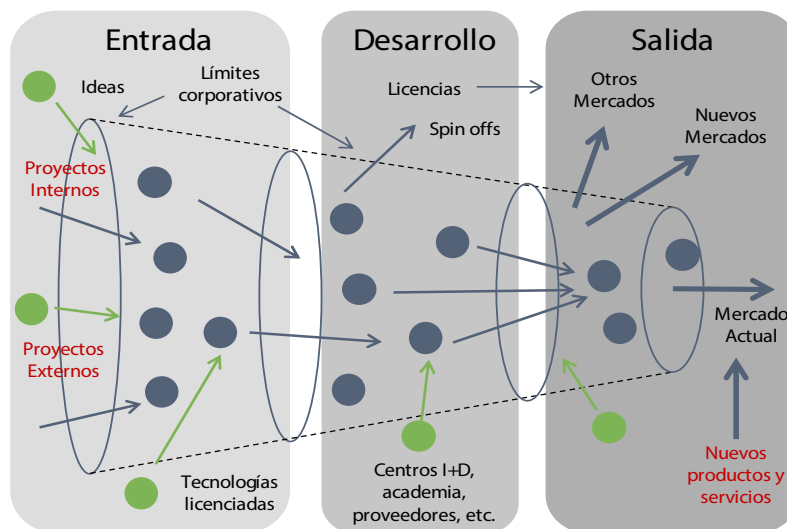 Entrada
Desarrollo
Salida
Ideas
Límites
corporativos
Licencias
Spin offs
Otros
Mercados
Nuevos
Mercados
Proyectos
Internos
Proyectos
Externos
Mercado
Actual
Tecnologías
licenciadas
Centros I+D,
academia,
proveedores, etc.
Nuevos
productos y
servicios